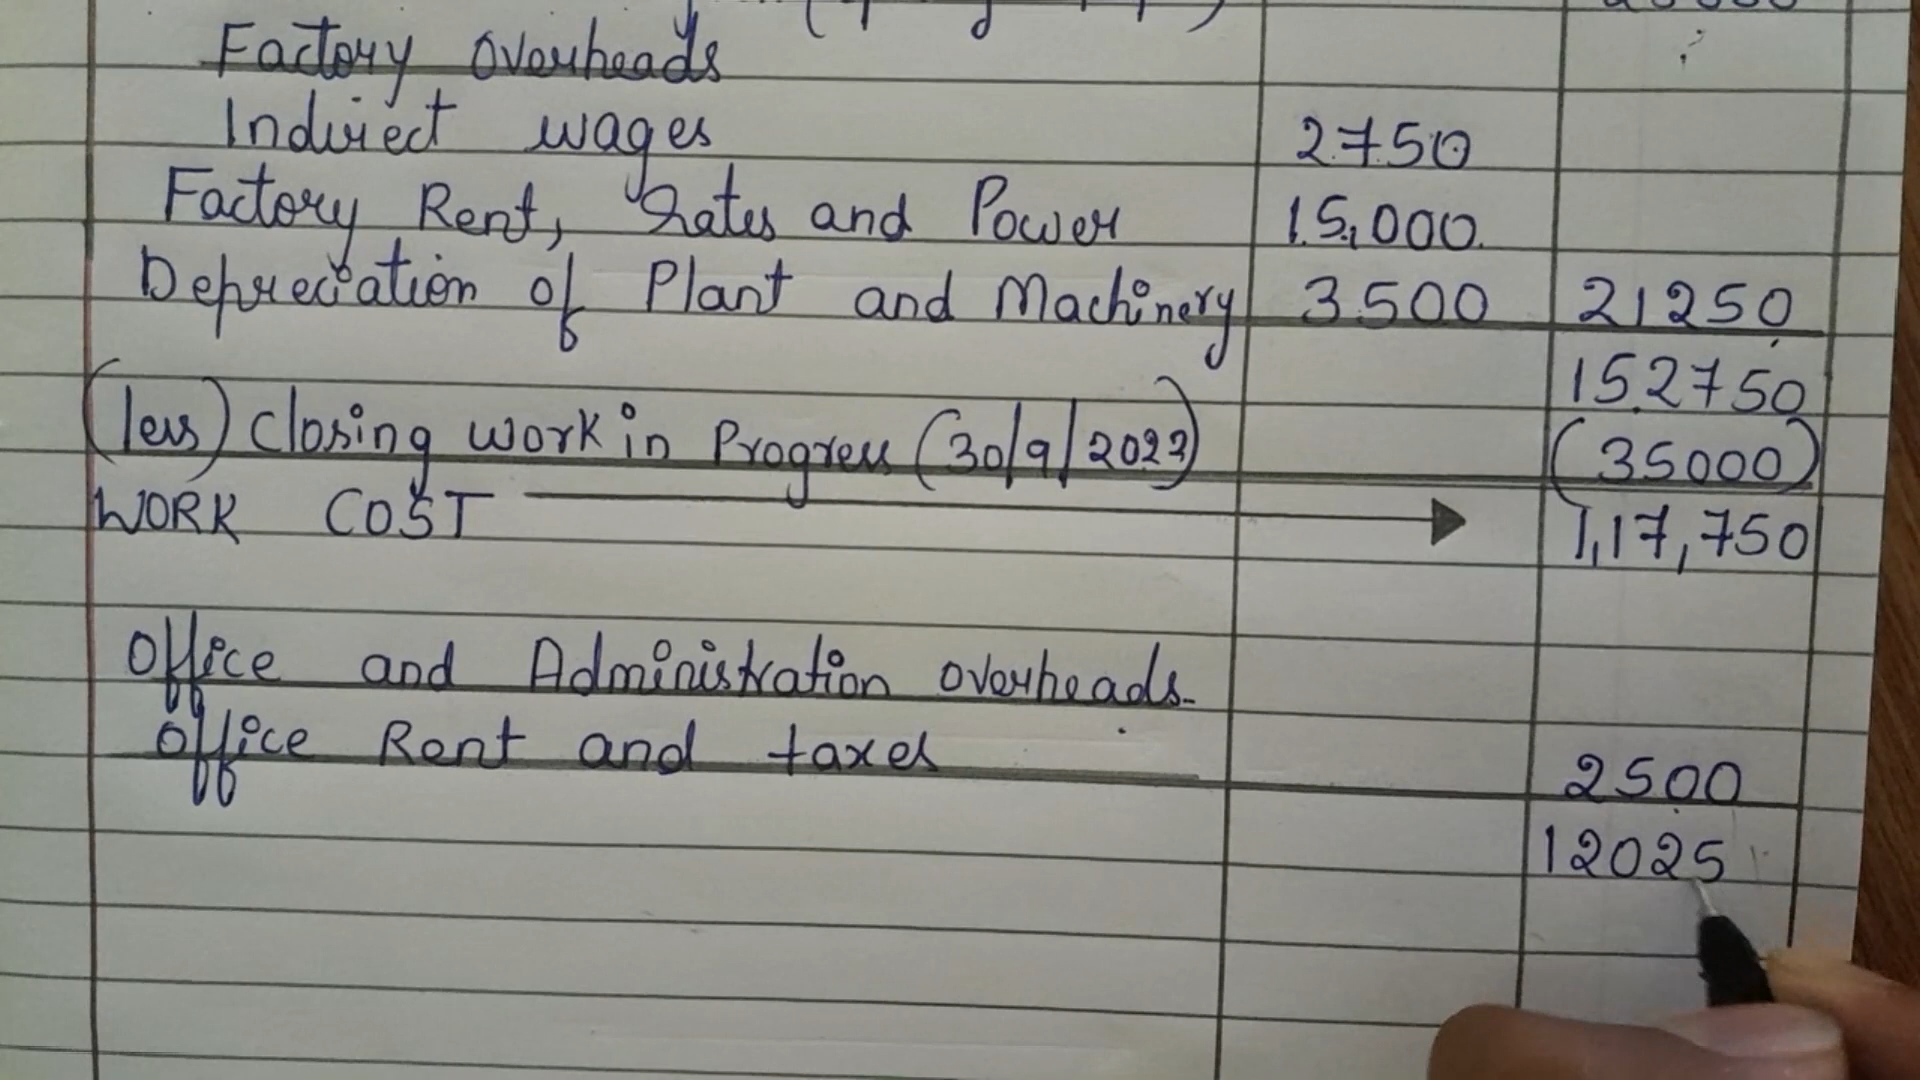 Factory overheads
Indirect wages 2750
Factory Rent, Rates and Power 15,000
Depreciation of Plant and Machinery 3500 21250
152750
(less) Closing work in Progress (30/9/2022) (35000)
WORK COST 1,17,750
Office and Administration overheads
Office Rent and taxes 2500
12025